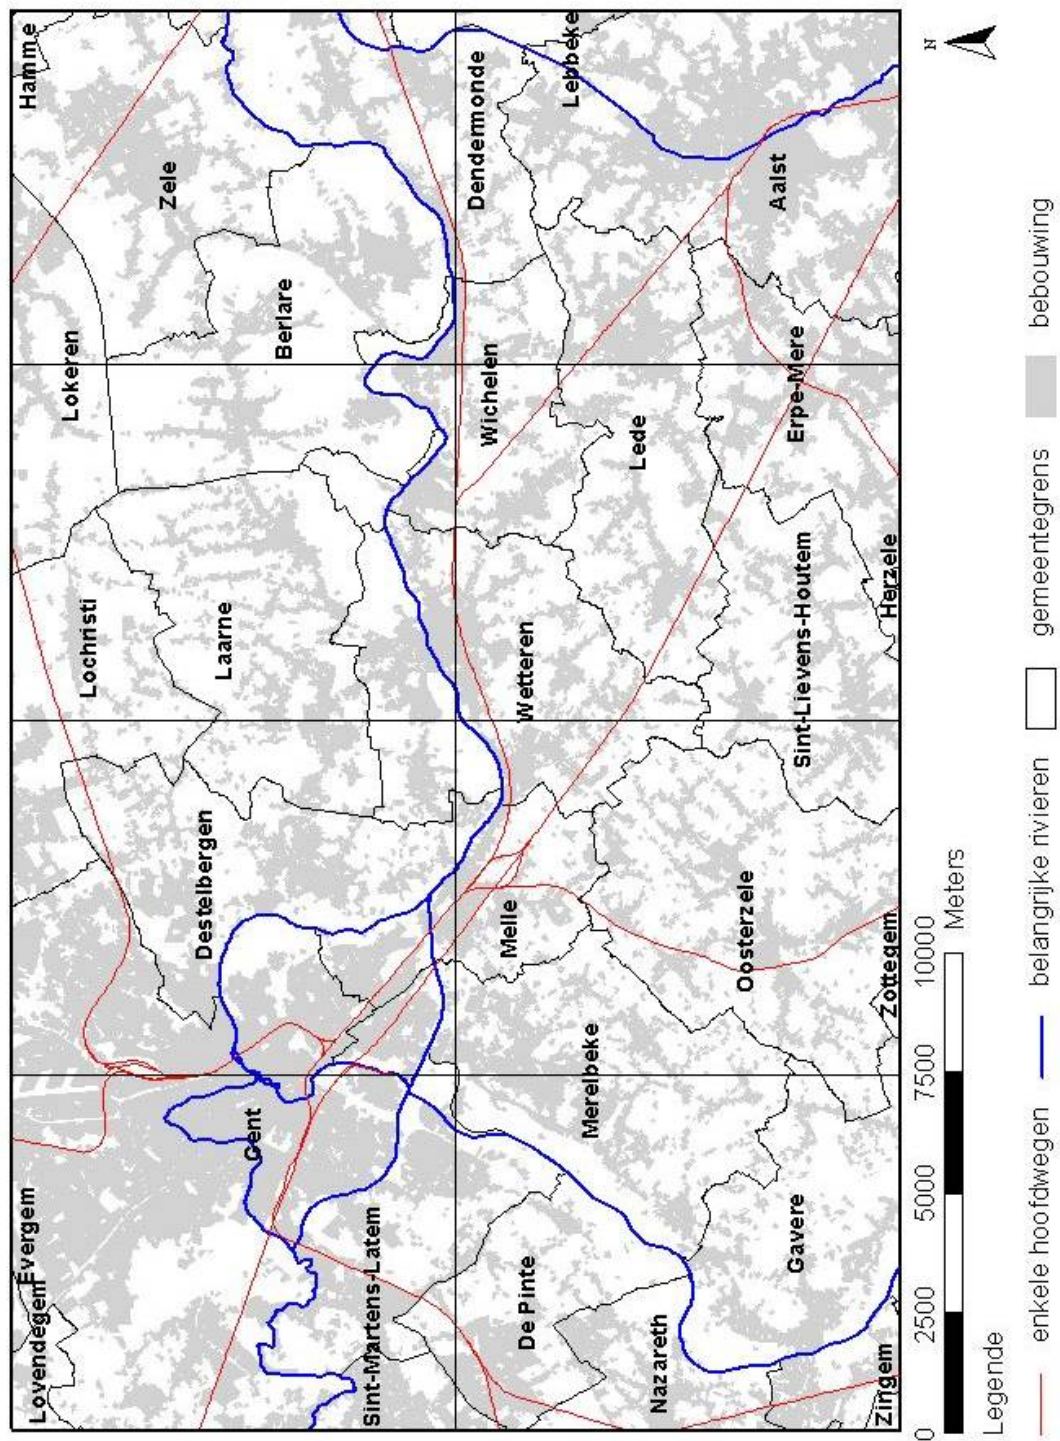 Lovendegem
Evergem
Lochristi
Lokeren
Hamme
Gent
Destelbergen
Laarne
Berlare
Zele
Sint-Martens-Latem
De Pinte
Melle
Wetteren
Wichelen
Dendermonde
Merelbeke
Lede
Lebbeke
Nazareth
Gavere
Oosterzele
Sint-Lievens-Houtem
Erpe-Mere
Aalst
Zingem
Zottegem
Herzele
0 2500 5000 7500 10000
Meters
N
Legende
enkele hoofdwegen belangrijke rivieren gemeentegrens bebouwing